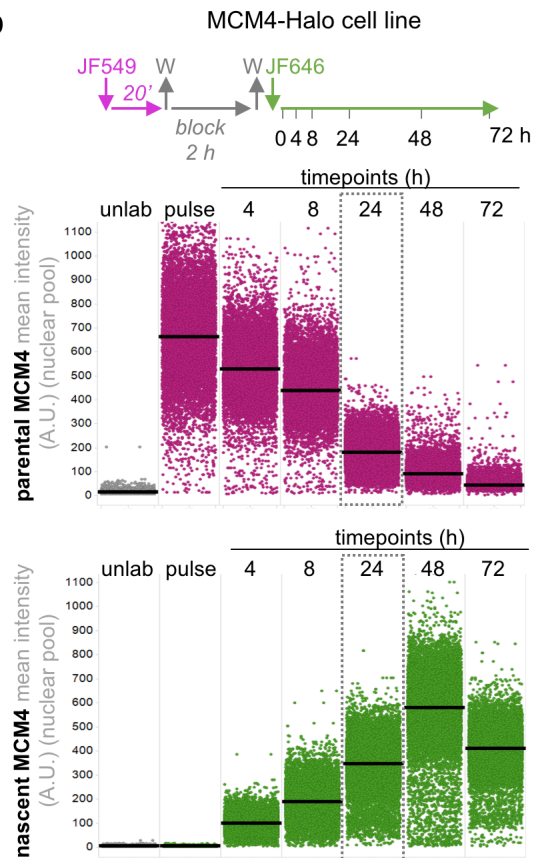 MCM4-Halo cell line
JF549 W W JF646
20’
block
2 h
0 4 8 24 48 72 h
timepoints (h)
unlab pulse 4 8 24 48 72
parental MCM4 mean intensity
(A.U.) (nuclear pool)
1100
1000
900
800
700
600
500
400
300
200
100
0
timepoints (h)
unlab pulse 4 8 24 48 72
nascent MCM4 mean intensity
(A.U.) (nuclear pool)
1100
1000
900
800
700
600
500
400
300
200
100
0